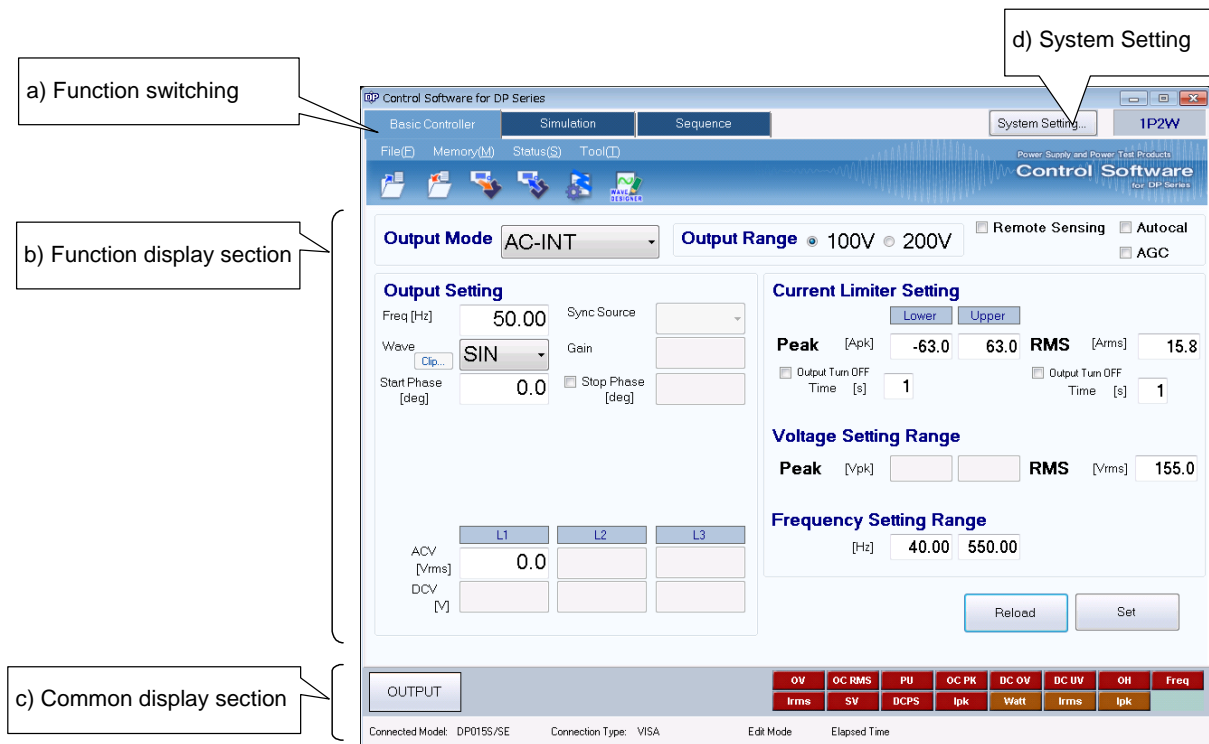 d) System Setting
a) Function switching
DP Control Software for DP Series
Basic Controller Simulation Sequence System Setting... 1P2W
File(F) Memory(M) Status(S) Tool(T)
Power Supply and Power Test Products
Control Software
for DP Series
WAVE
DESIGNER
b) Function display section
Output Mode AC-INT Output Range 100V 200V Remote Sensing Autocal
AGC
Output Setting
Freq [Hz] 50.00 Sync Source
Wave Clip... SIN Gain
Start Phase
[deg] 0.0 Stop Phase
[deg]
L1 L2 L3
ACV
[Vrms] 0.0
DCV
[V]
Current Limiter Setting
Lower Upper
Peak [Apk] -63.0 63.0 RMS [Arms] 15.8
Output Turn OFF Output Turn OFF
Time [s] 1 Time [s] 1
Voltage Setting Range
Peak [Vpk] RMS [Vrms] 155.0
Frequency Setting Range
[Hz] 40.00 550.00
Reload Set
c) Common display section
OUTPUT
OV OC RMS PU OC PK DC OV DC UV OH Freq
Irms SV DCPS Ipk Watt Irms Ipk
Connected Model: DP015S/SE Connection Type: VISA Edit Mode Elapsed Time